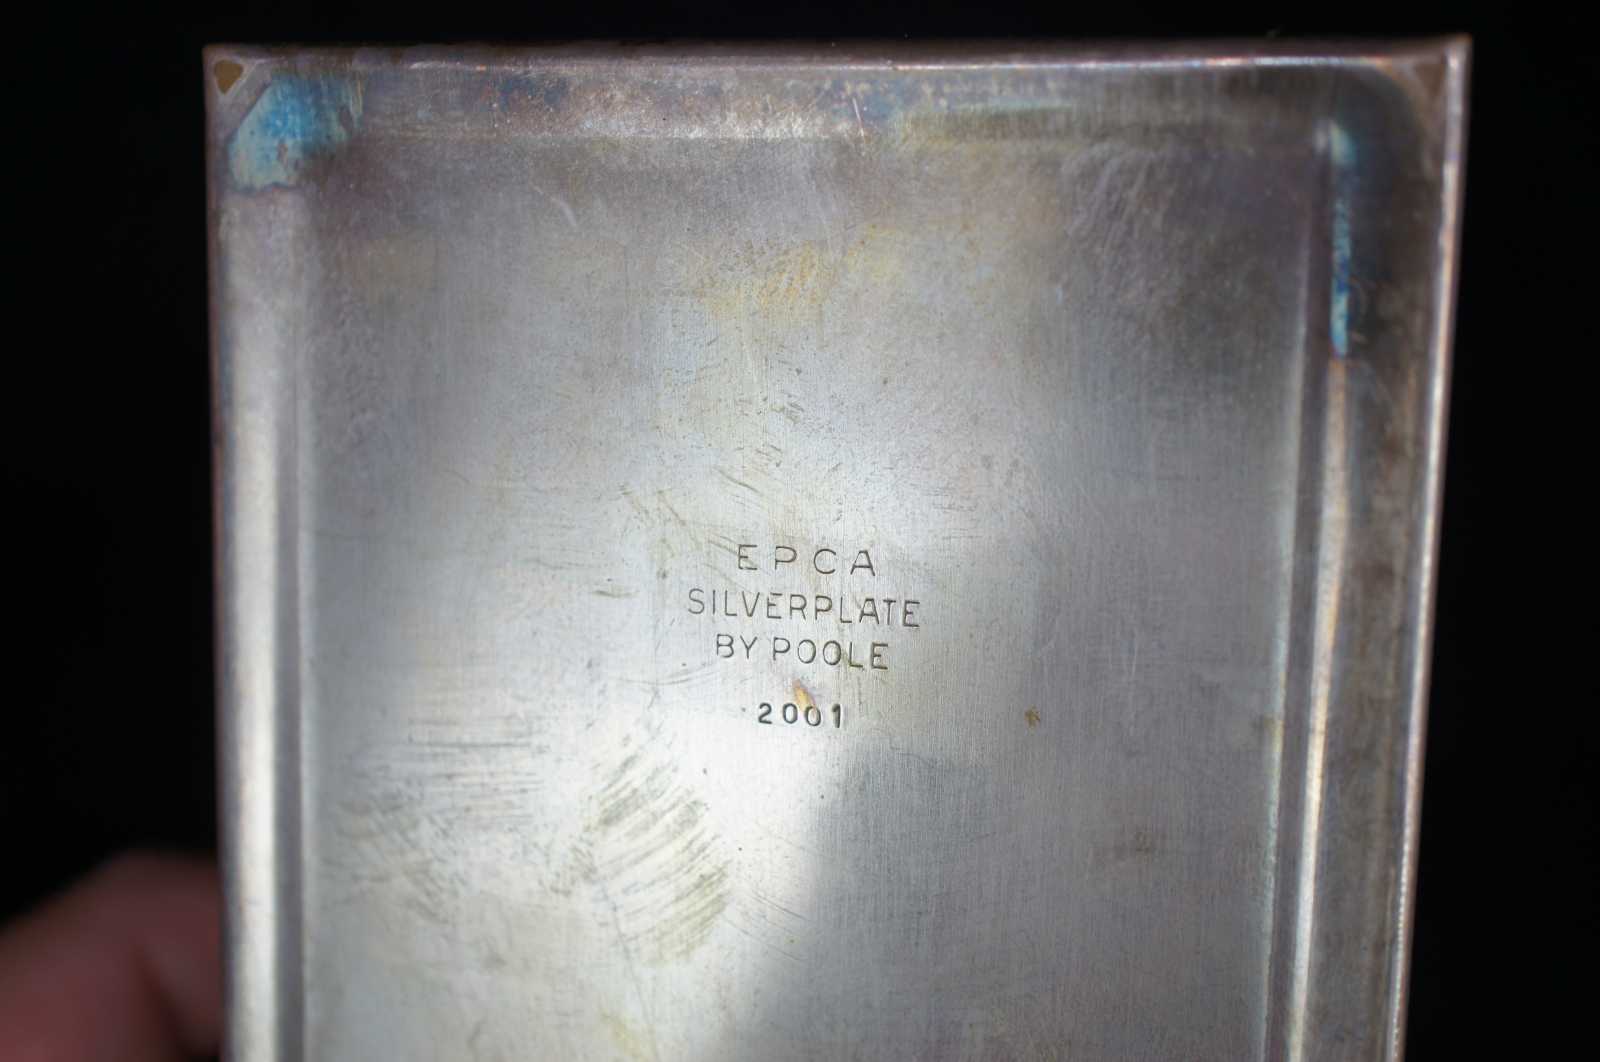 EPCA
SILVERPLATE
BY POOLE
2001